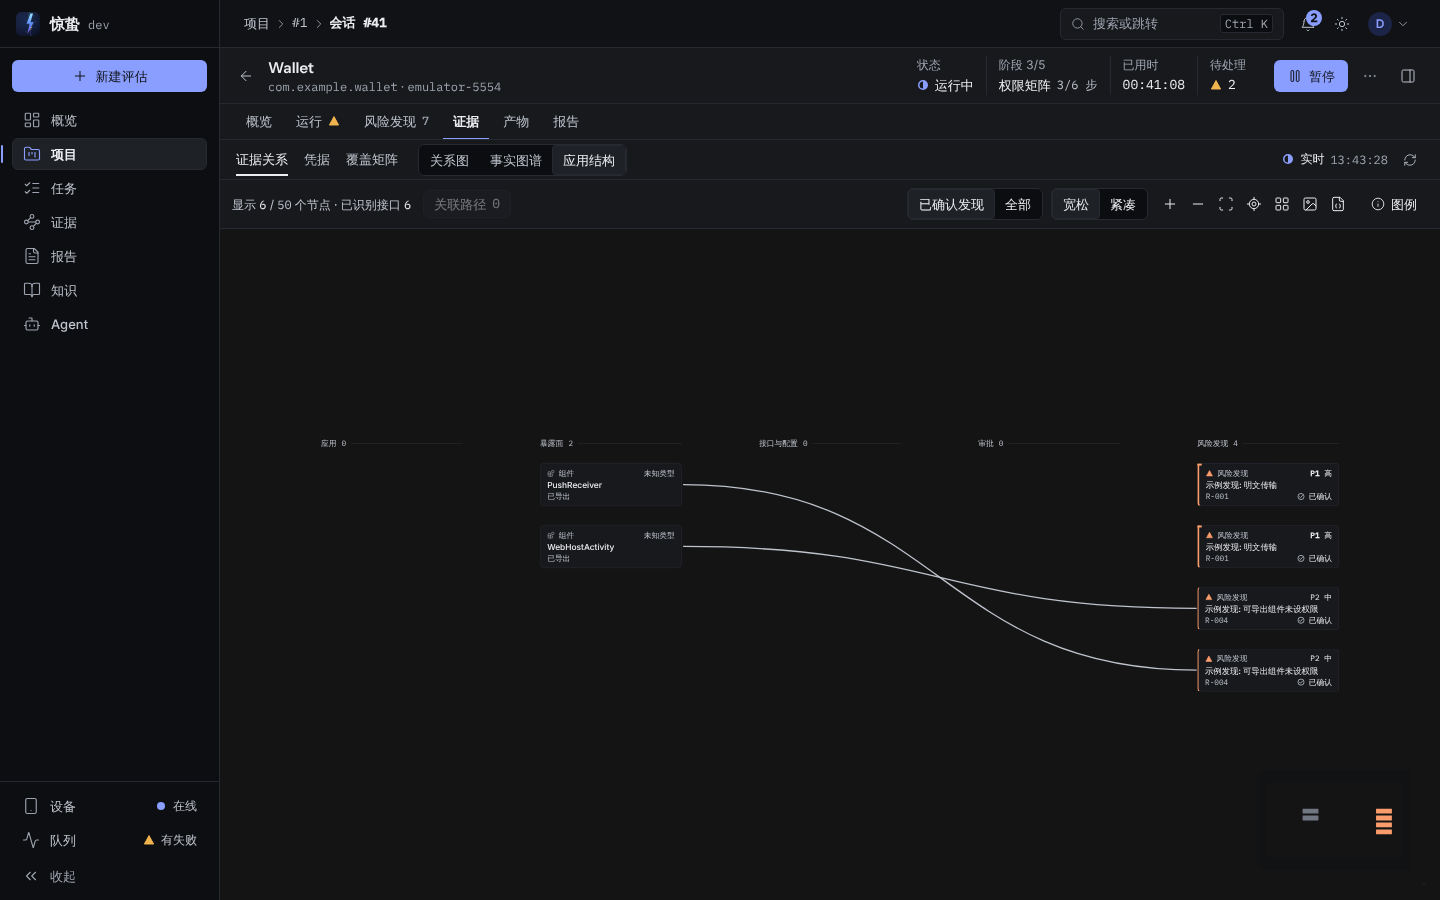 惊蛰 dev
新建评估
概览
项目
任务
证据
报告
知识
Agent
设备 在线
队列 有失败
收起
项目 #1 会话 #41
搜索或跳转 Ctrl K
2
D
Wallet
com.example.wallet · emulator-5554
状态
运行中
阶段 3/5
权限矩阵 3/6 步
已用时
00:41:08
待处理
2
暂停
概览 运行 风险发现 7 证据 产物 报告
证据关系 凭据 覆盖矩阵 关系图 事实图谱 应用结构
实时 13:43:28
显示 6 / 50 个节点 · 已识别接口 6 关联路径 0
已确认发现 全部 宽松 紧凑 图例
应用 0
暴露面 2
接口与配置 0
审批 0
风险发现 4
组件 未知类型
PushReceiver
已导出
组件 未知类型
WebHostActivity
已导出
风险发现 P1 高
示例发现: 明文传输
R-001 已确认
风险发现 P1 高
示例发现: 明文传输
R-001 已确认
风险发现 P2 中
示例发现: 可导出组件未设权限
R-004 已确认
风险发现 P2 中
示例发现: 可导出组件未设权限
R-004 已确认